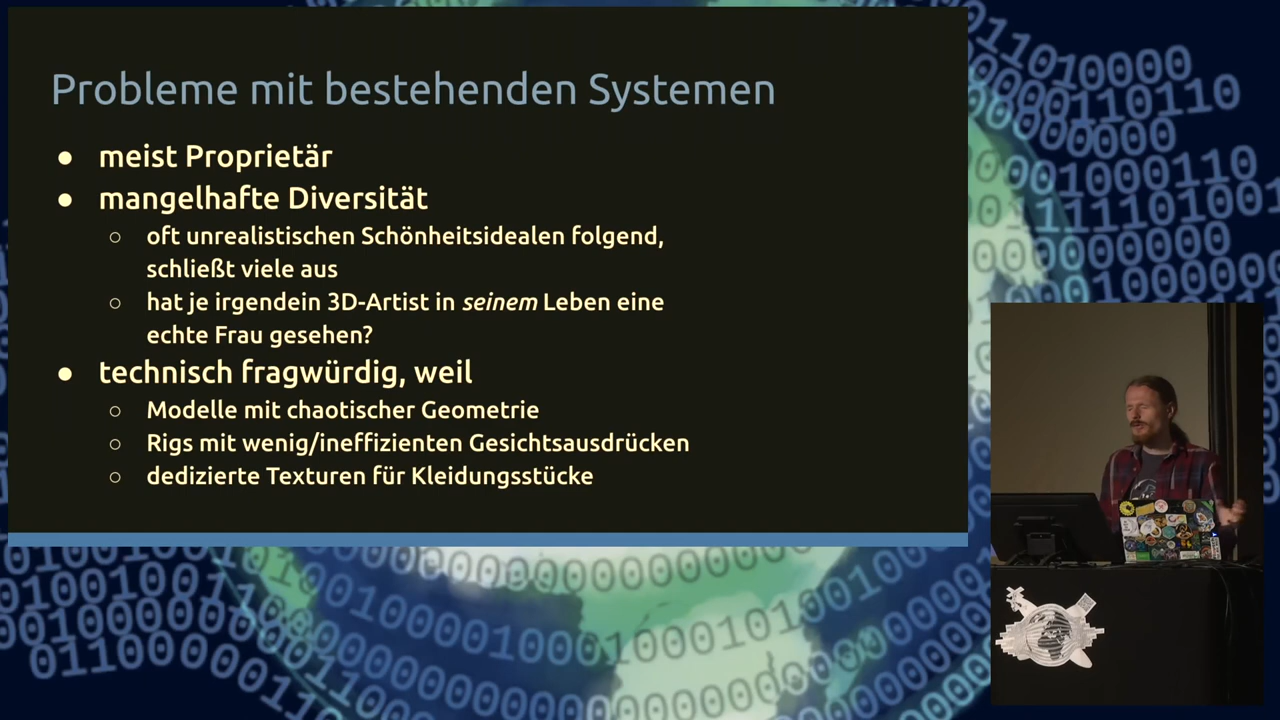 Probleme mit bestehenden Systemen
● meist Proprietär
● mangelhafte Diversität
○ oft unrealistischen Schönheitsidealen folgend,
schließt viele aus
○ hat je irgendein 3D-Artist in seinem Leben eine
echte Frau gesehen?
● technisch fragwürdig, weil
○ Modelle mit chaotischer Geometrie
○ Rigs mit wenig/ineffizienten Gesichtsausdrücken
○ dedizierte Texturen für Kleidungsstücke